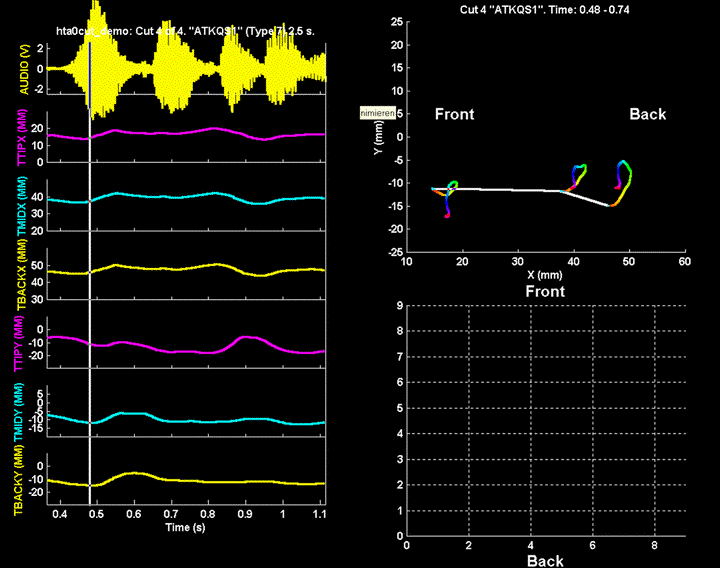 hta0cut_demo: Cut 4 of 4. "ATKQS1" (Type 7) 2.5 s.
AUDIO (V)
2
0
-2
TTIPX (MM)
20
10
0
TMIDX (MM)
40
20
TBACKX (MM)
50
40
30
TTIPY (MM)
0
-10
-20
TMIDY (MM)
5
0
-5
-10
-15
TBACKY (MM)
0
-10
-20
0.4 0.5 0.6 0.7 0.8 0.9 1 1.1
Time (s)
Cut 4 "ATKQS1". Time: 0.48 - 0.74
nimieren
Front Back
Y (mm)
25
20
15
10
5
0
-5
-10
-15
-20
-25
10 20 30 40 50 60
X (mm)
Front
9
8
7
6
5
4
3
2
1
0
0 2 4 6 8
Back